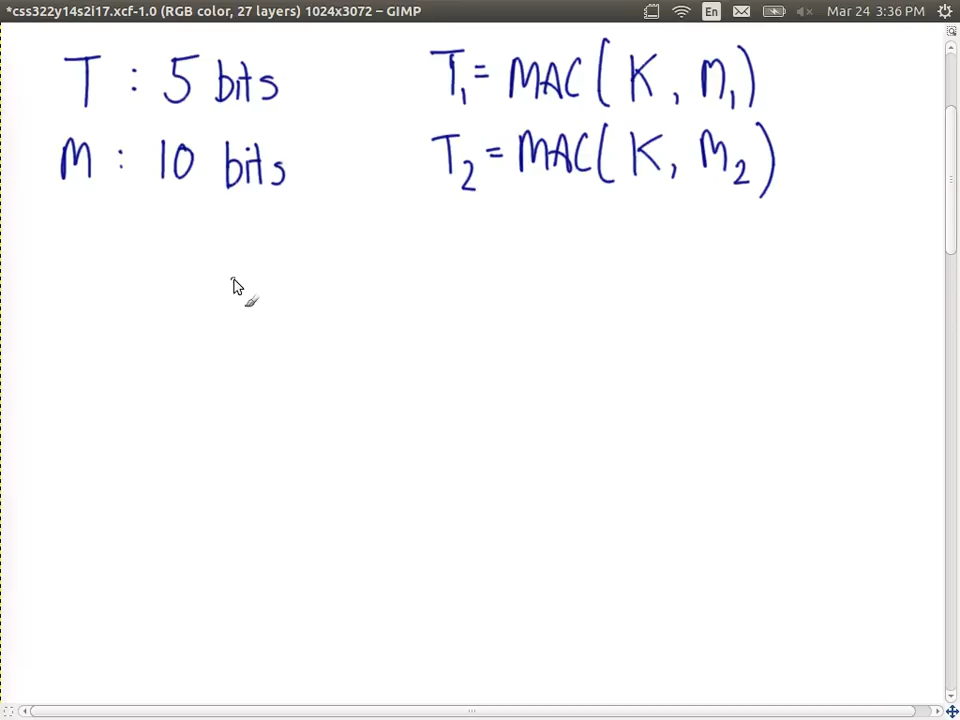 *css322y14s2i17.xcf-1.0 (RGB color, 27 layers) 1024x3072 – GIMP En Mar 24 3:36 PM
T : 5 bits T₁ = MAC(K, M₁)
M : 10 bits T₂ = MAC(K, M₂)